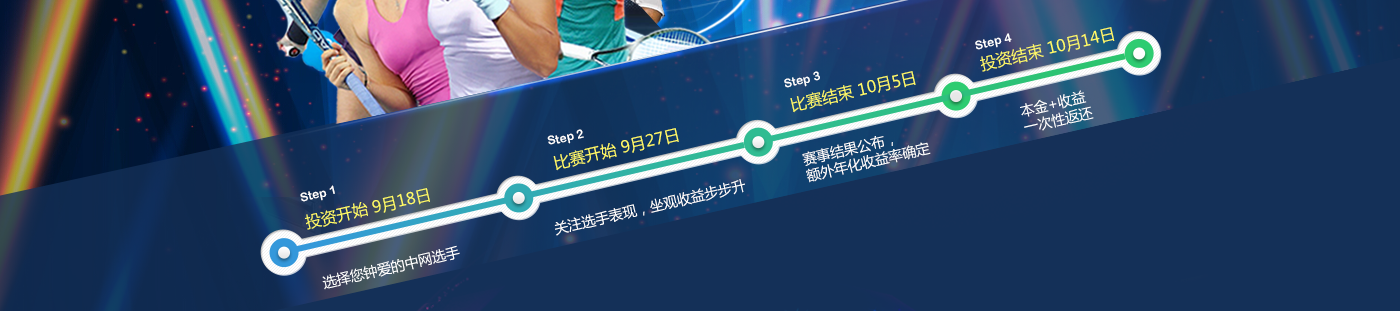 Step 1
投资开始 9月18日
选择您钟爱的中网选手
Step 2
比赛开始 9月27日
关注选手表现，坐观收益步步升
Step 3
比赛结束 10月5日
赛事结果公布，
额外年化收益率确定
Step 4
投资结束 10月14日
本金+收益
一次性返还